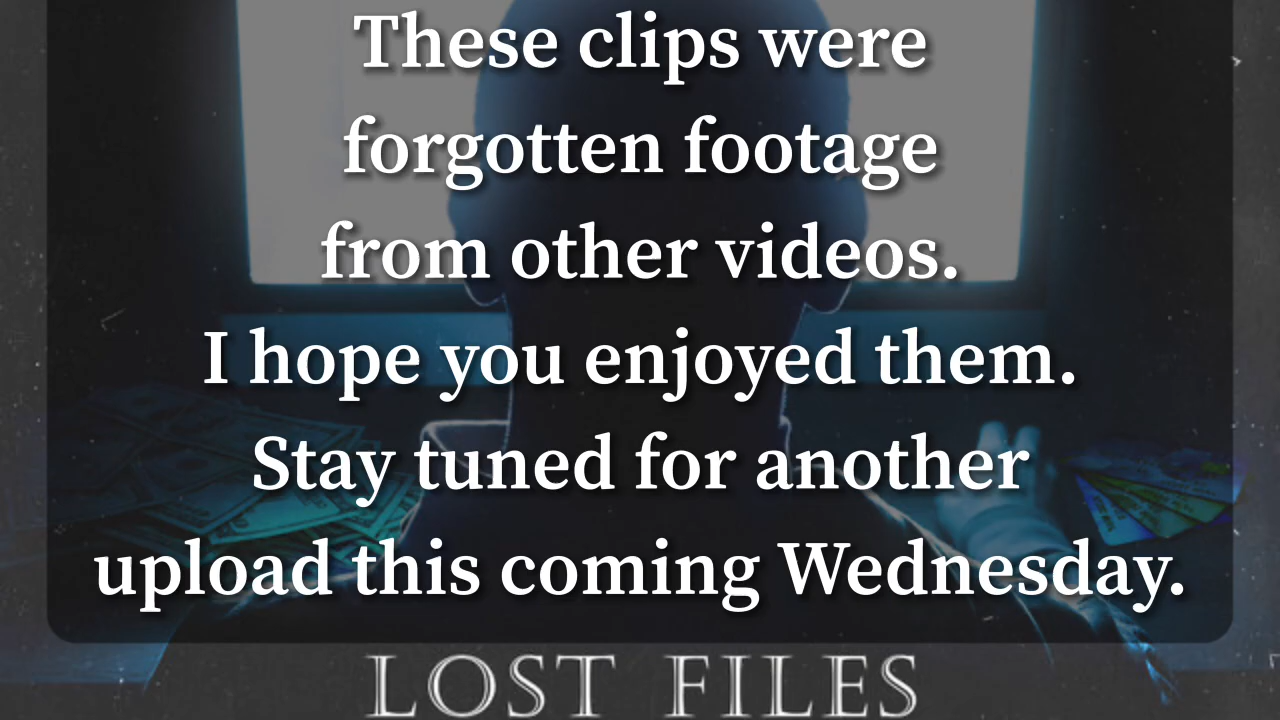 These clips were
forgotten footage
from other videos.
I hope you enjoyed them.
Stay tuned for another
upload this coming Wednesday.
LOST FILES